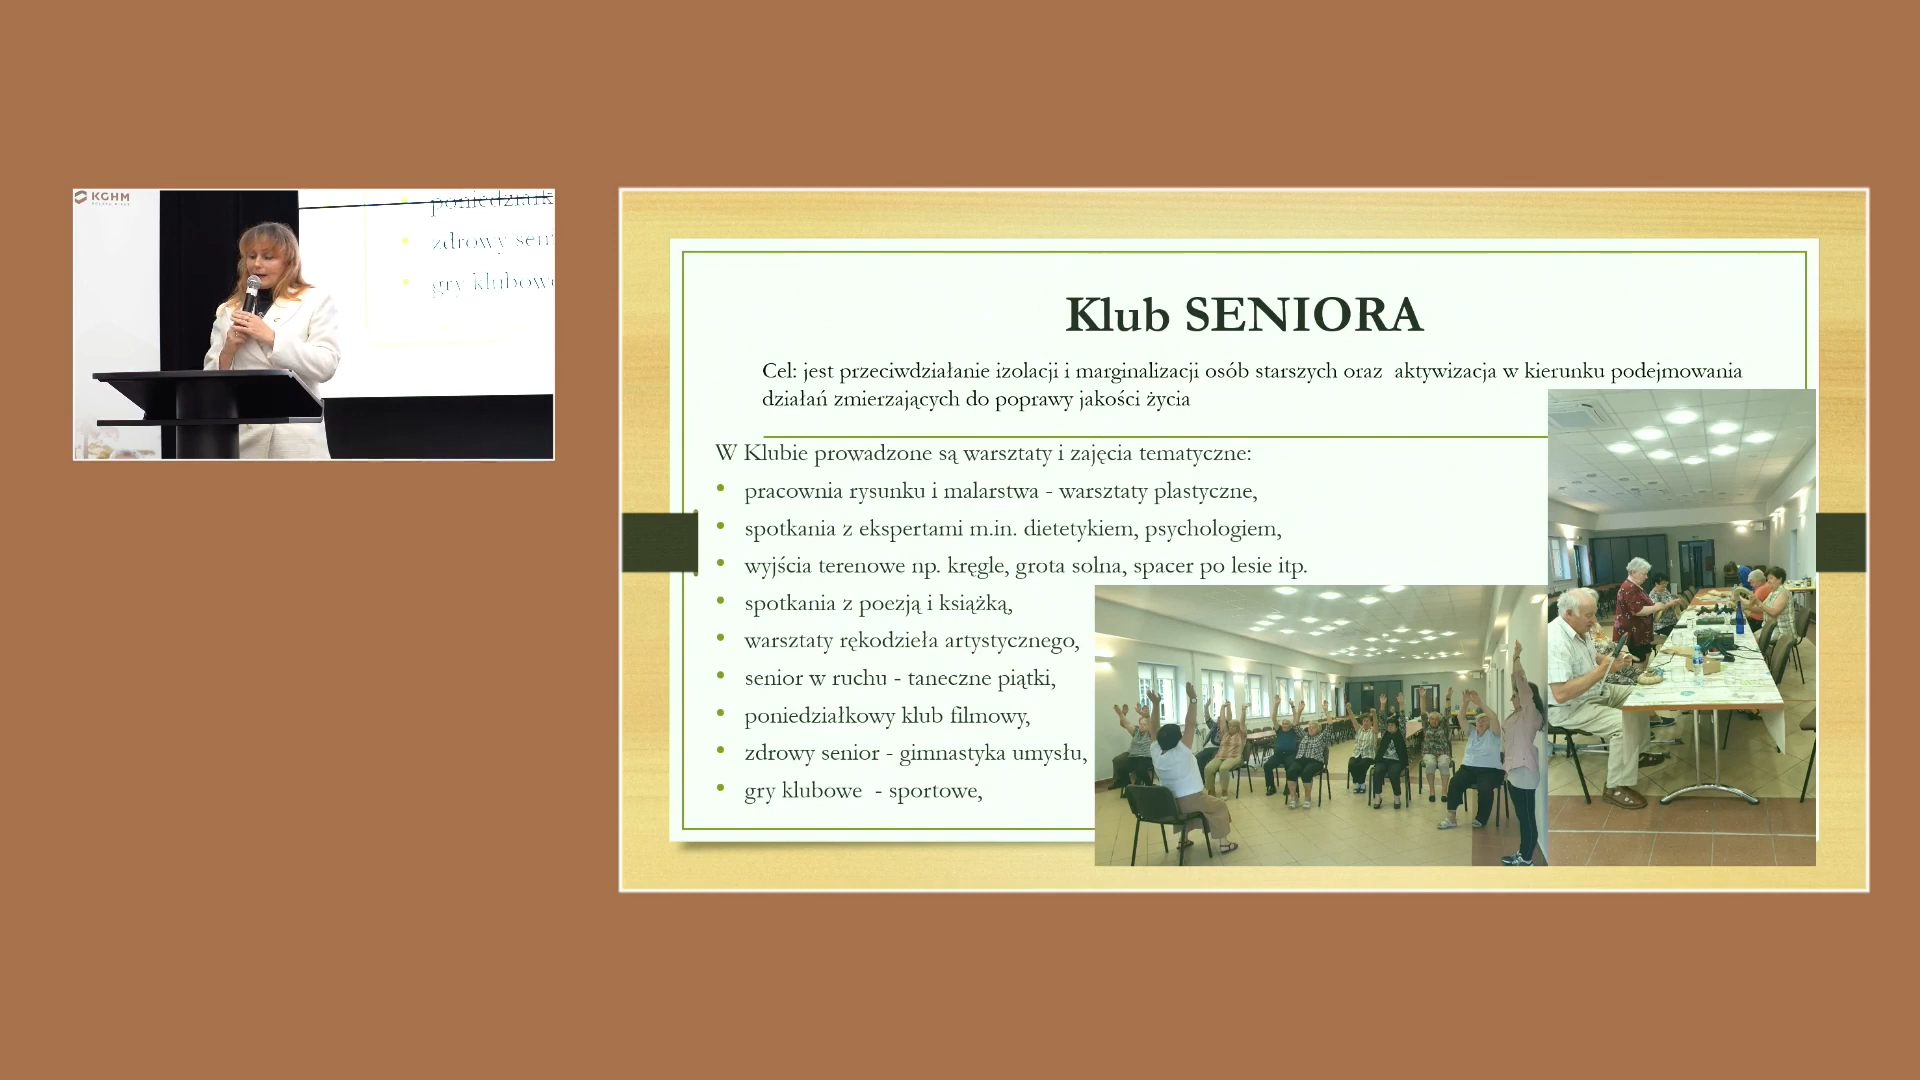 KGHM
poniedziałk
zdrowy seni
gry klubowe
Klub SENIORA
Cel: jest przeciwdziałanie izolacji i marginalizacji osób starszych oraz aktywizacja w kierunku podejmowania
działań zmierzających do poprawy jakości życia
W Klubie prowadzone są warsztaty i zajęcia tematyczne:
• pracownia rysunku i malarstwa - warsztaty plastyczne,
• spotkania z ekspertami m.in. dietetykiem, psychologiem,
• wyjścia terenowe np. kręgle, grota solna, spacer po lesie itp.
• spotkania z poezją i książką,
• warsztaty rękodzieła artystycznego,
• senior w ruchu - taneczne piątki,
• poniedziałkowy klub filmowy,
• zdrowy senior - gimnastyka umysłu,
• gry klubowe - sportowe,